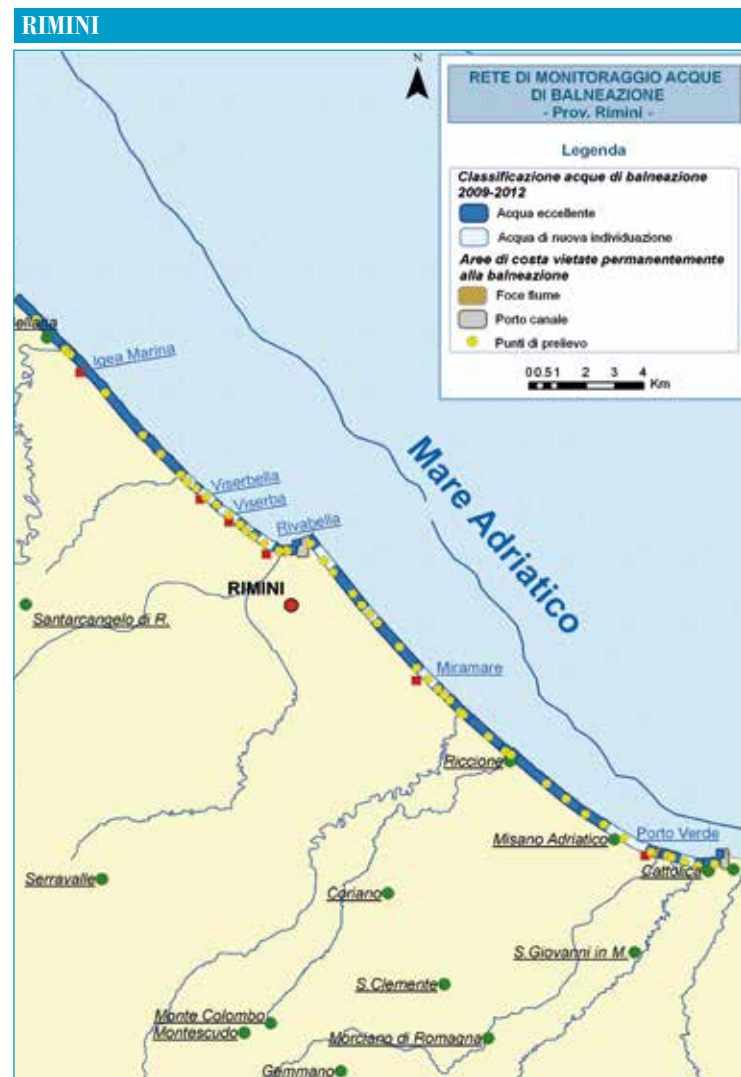 RIMINI
N
RETE DI MONITORAGGIO ACQUE
DI BALNEAZIONE
- Prov. Rimini -
Legenda
Classificazione acque di balneazione
2009-2012
Acqua eccellente
Acqua di nuova individuazione
Aree di costa vietate permanentemente
alla balneazione
Foce fiume
Porto canale
Punti di prelievo
0 0.5 1 2 3 4
Km
Igea Marina
Mare Adriatico
Viserbella
Viserba
Rivabella
RIMINI
Santarcangelo di R.
Miramare
Riccione
Misano Adriatico
Porto Verde
Cattolica
Serravalle
Coriano
S.Giovanni in M.
S.Clemente
Monte Colombo
Montescudo
Morciano di Romagna
Gemmano